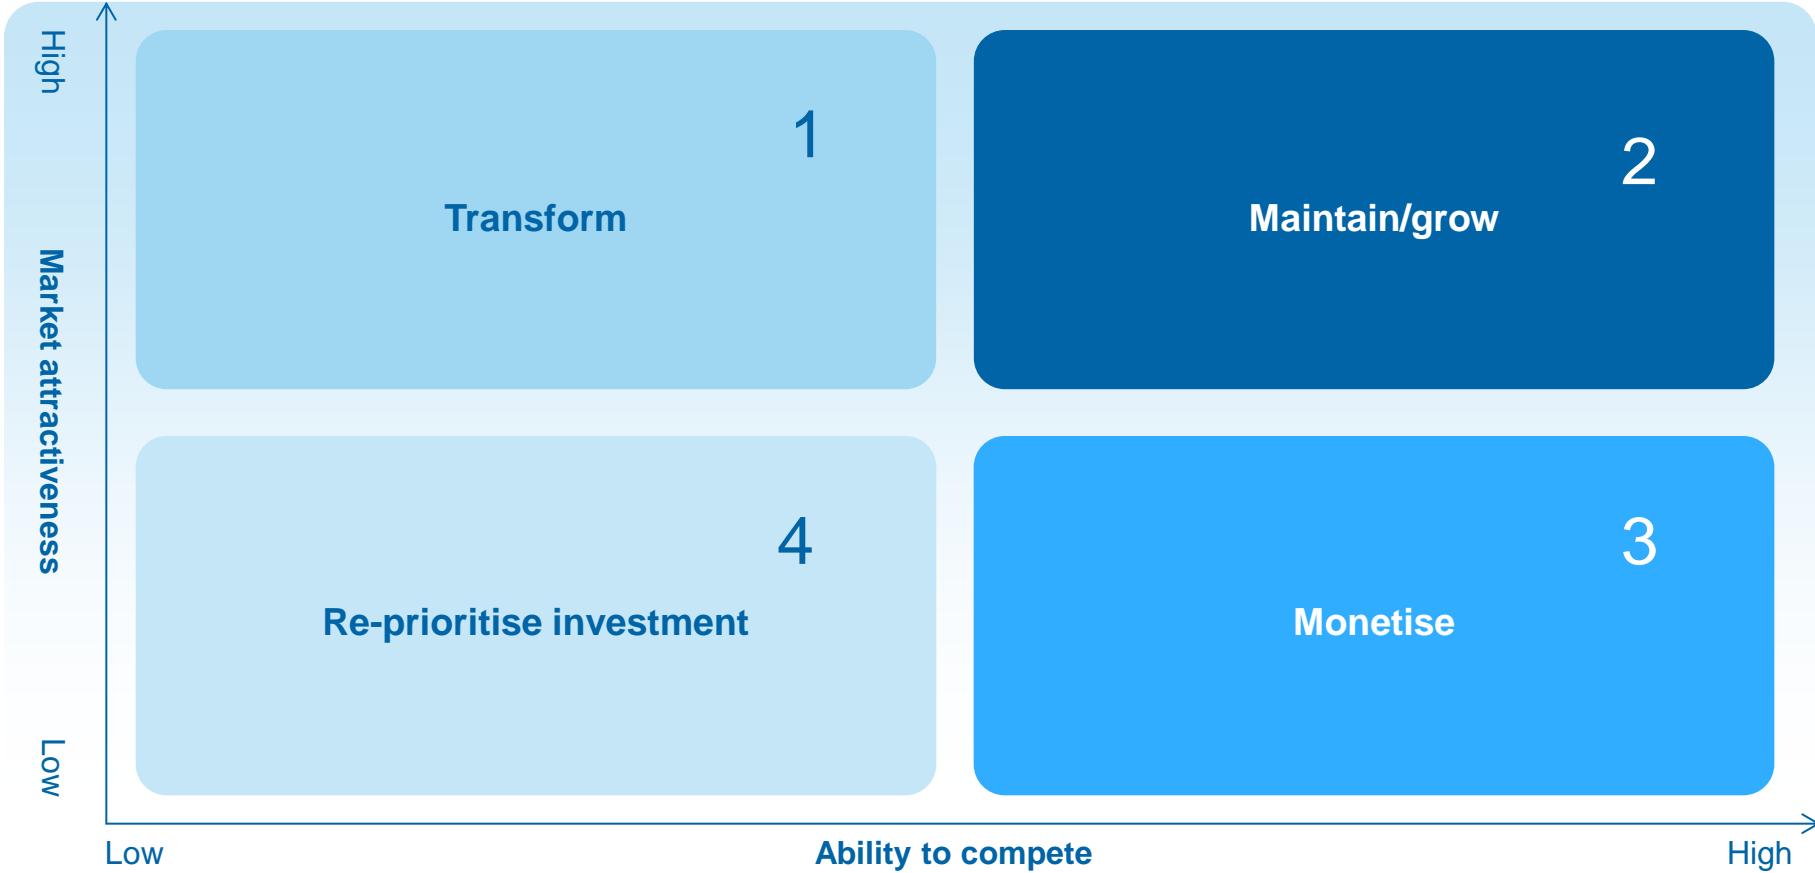 High
Market attractiveness
Low
1
Transform
2
Maintain/grow
4
Re-prioritise investment
3
Monetise
Low
Ability to compete
High